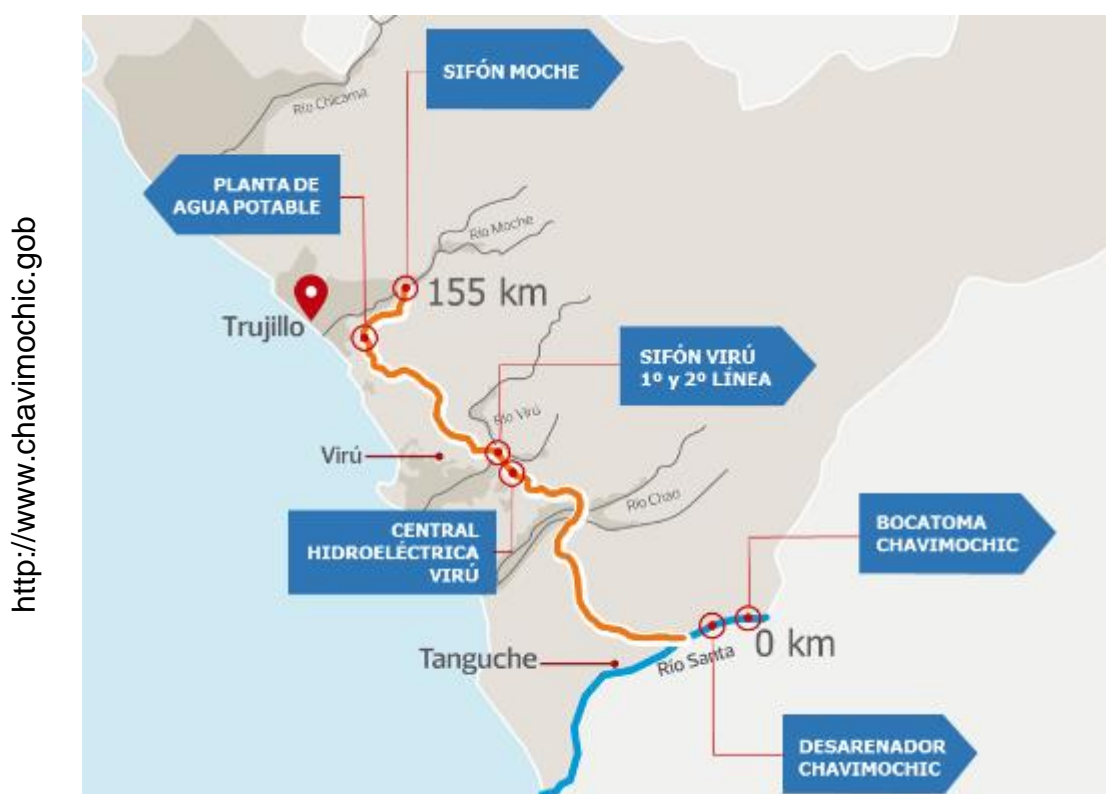 http://www.chavimochic.gob
SIFÓN MOCHE
Río Chicama
PLANTA DE
AGUA POTABLE
Río Moche
155 km
Trujillo
SIFÓN VIRÚ
1º y 2º LÍNEA
Río Virú
Virú
Río Chao
CENTRAL
HIDROELÉCTRICA
VIRÚ
BOCATOMA
CHAVIMOCHIC
0 km
Tanguche
Río Santa
DESARENADOR
CHAVIMOCHIC